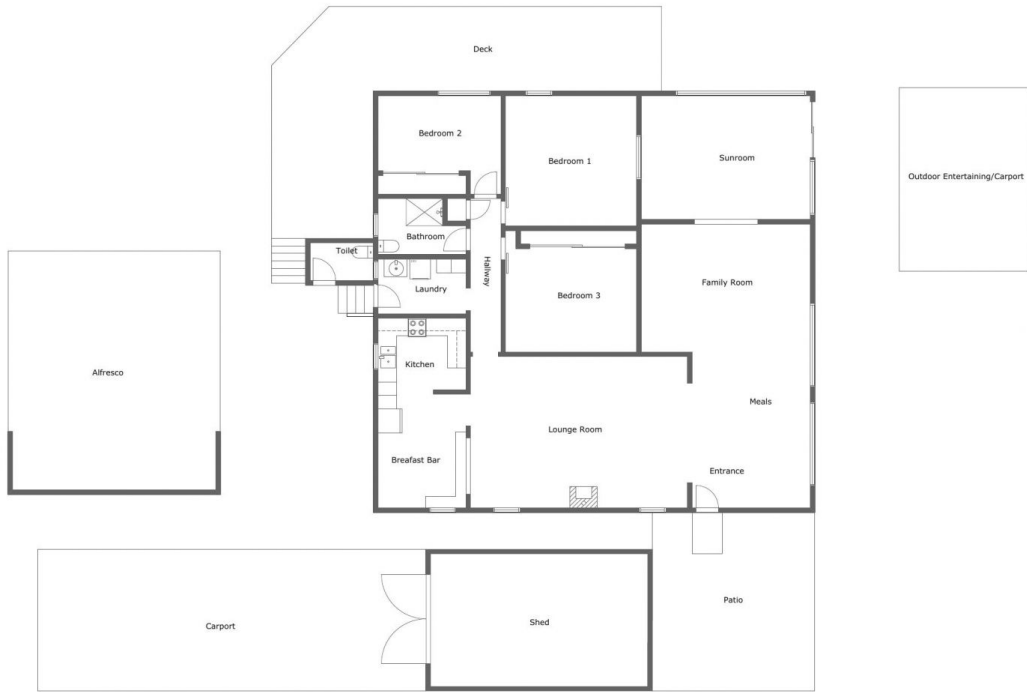 Deck
Bedroom 2
Bedroom 1
Sunroom
Outdoor Entertaining/Carport
Bathroom
Toilet
Hallway
Laundry
Family Room
Bedroom 3
Alfresco
Kitchen
Meals
Lounge Room
Breafast Bar
Entrance
Patio
Carport
Shed